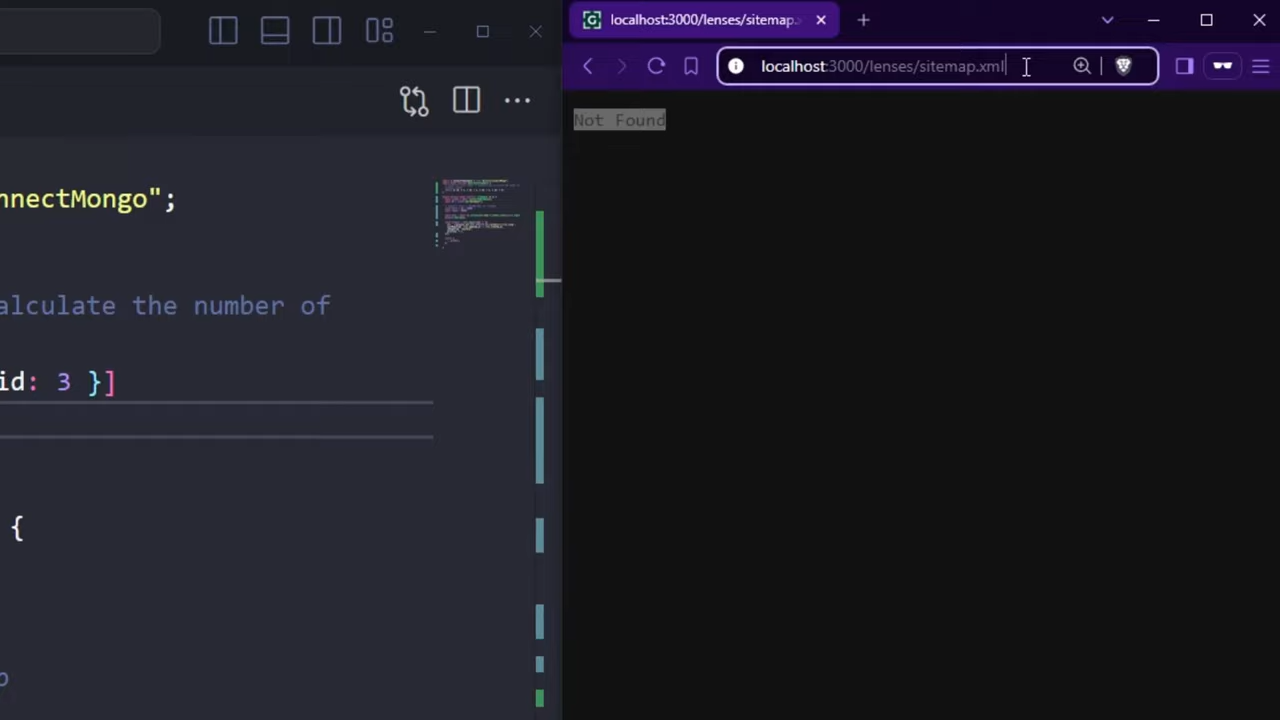 nnectMongo";
alculate the number of
id: 3 }]
{
localhost:3000/lenses/sitemap.
localhost:3000/lenses/sitemap.xml
Not Found